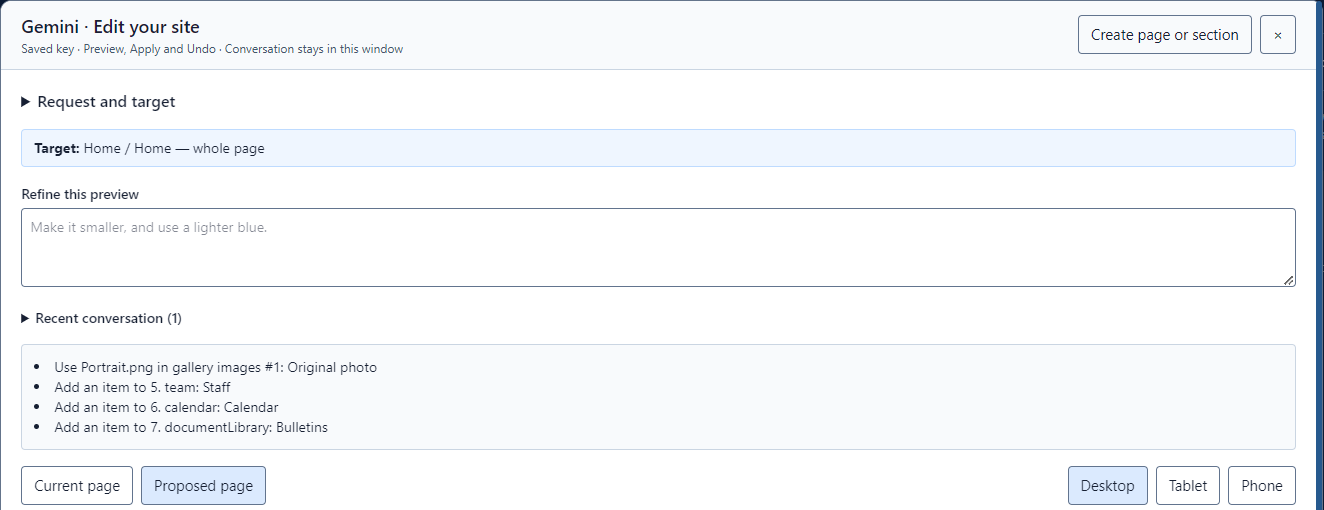 Gemini · Edit your site
Saved key · Preview, Apply and Undo · Conversation stays in this window
Create page or section
×
Request and target
Target: Home / Home — whole page
Refine this preview
Make it smaller, and use a lighter blue.
Recent conversation (1)
Use Portrait.png in gallery images #1: Original photo
Add an item to 5. team: Staff
Add an item to 6. calendar: Calendar
Add an item to 7. documentLibrary: Bulletins
Current page
Proposed page
Desktop
Tablet
Phone